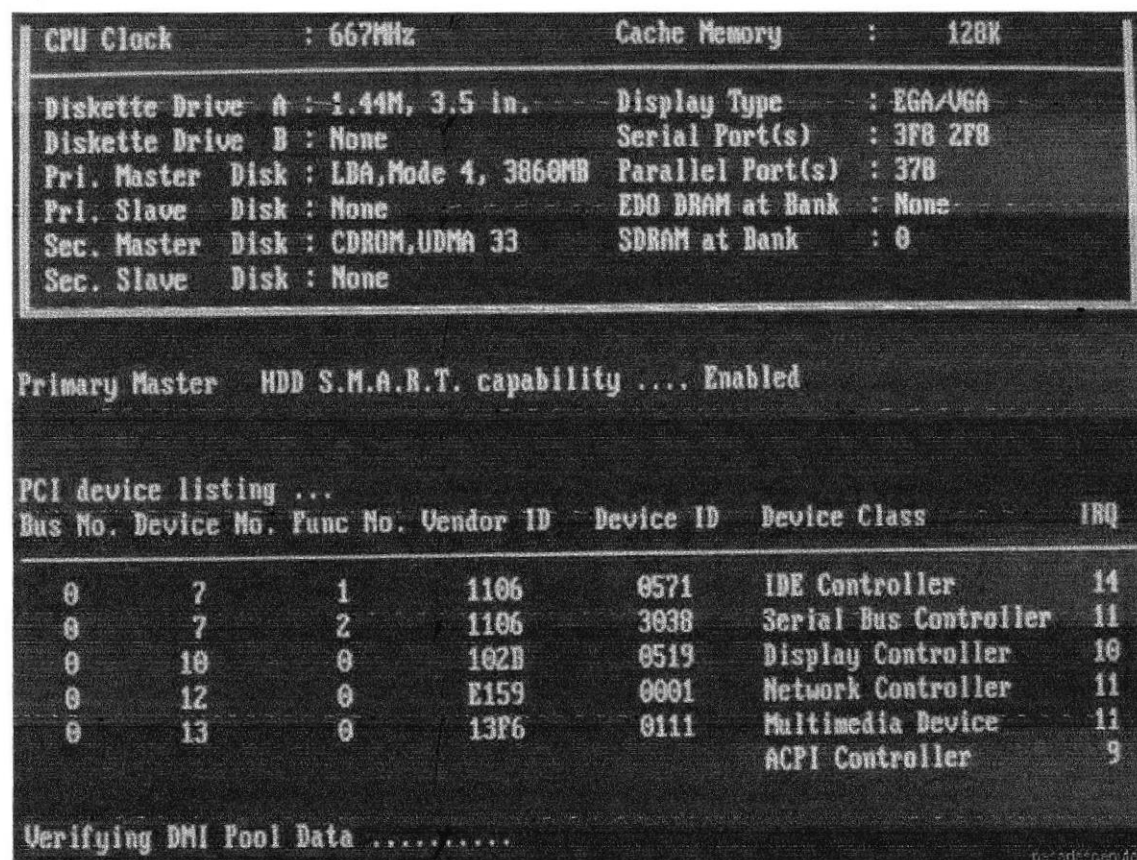 CPU Clock : 667MHz Cache Memory : 128K
Diskette Drive A : 1.44M, 3.5 in. Display Type : EGA/VGA
Diskette Drive B : None Serial Port(s) : 3F8 2F8
Pri. Master Disk : LBA,Mode 4, 3860MB Parallel Port(s) : 378
Pri. Slave Disk : None EDO DRAM at Bank : None
Sec. Master Disk : CDROM,UDMA 33 SDRAM at Bank : 0
Sec. Slave Disk : None
Primary Master HDD S.M.A.R.T. capability .... Enabled
PCI device listing ...
Bus No. Device No. Func No. Vendor ID Device ID Device Class IRQ
0 7 1 1106 0571 IDE Controller 14
0 7 2 1106 3038 Serial Bus Controller 11
0 10 0 102B 0519 Display Controller 10
0 12 0 E159 0001 Network Controller 11
0 13 0 13F6 0111 Multimedia Device 11
ACPI Controller 9
Verifying DMI Pool Data ..........